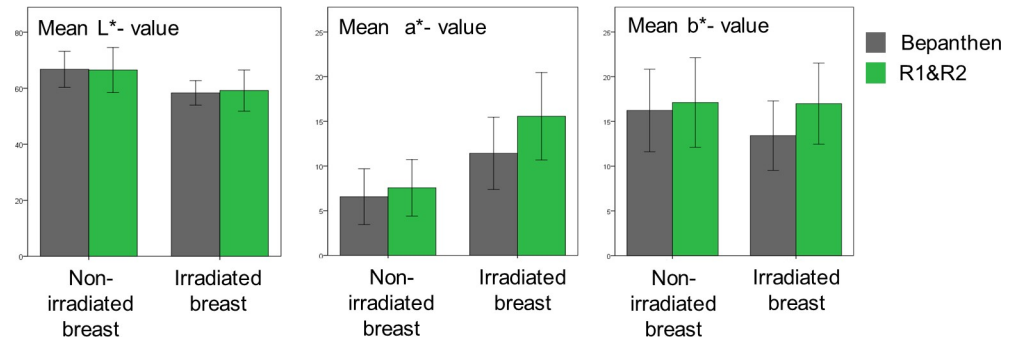 Mean L*- value
80
60
40
20
0
Non-
irradiated
breast
Irradiated
breast
Mean a*- value
25
20
15
10
5
0
Non-
irradiated
breast
Irradiated
breast
Mean b*- value
25
20
15
10
5
0
Non-
irradiated
breast
Irradiated
breast
Bepanthen
R1&R2